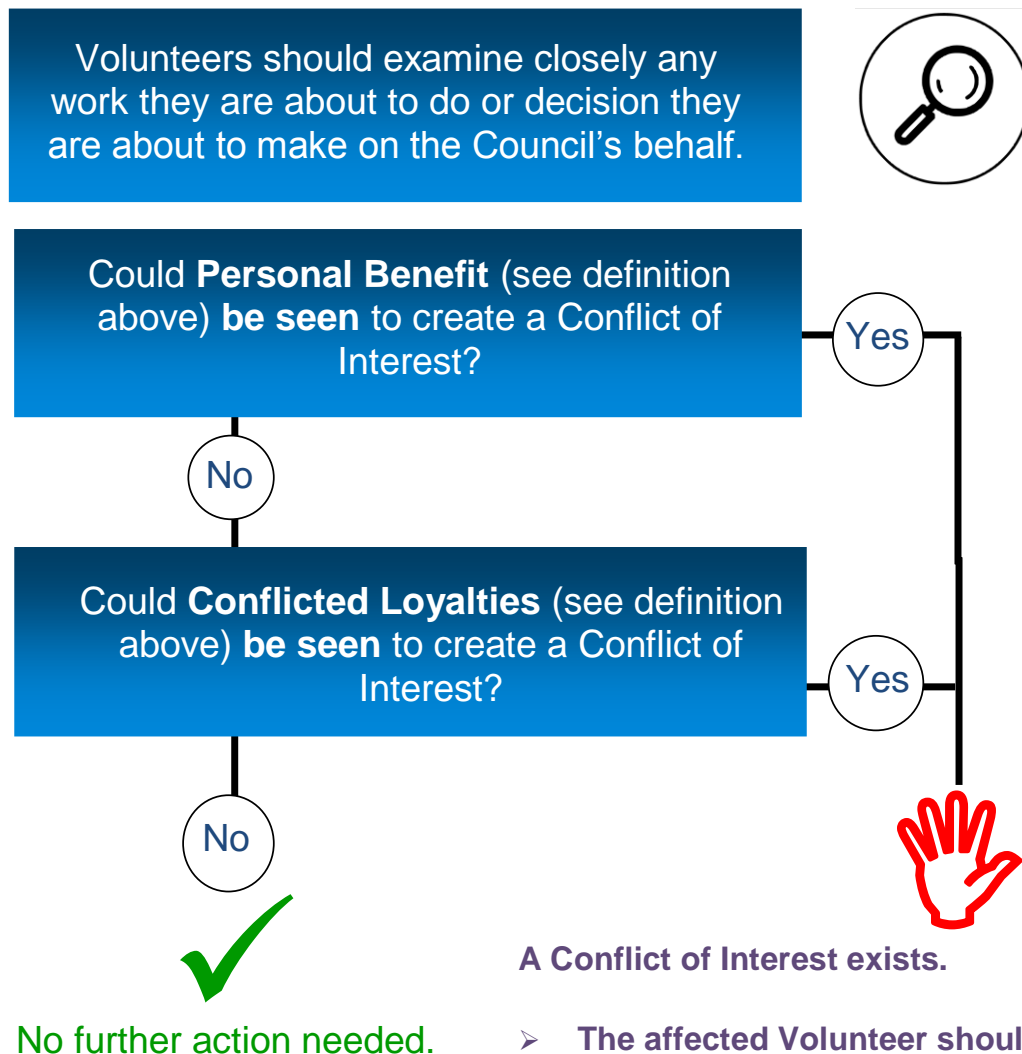 Volunteers should examine closely any
work they are about to do or decision they
are about to make on the Council’s behalf.
Could Personal Benefit (see definition
above) be seen to create a Conflict of
Interest?
Yes
No
Could Conflicted Loyalties (see definition
above) be seen to create a Conflict of
Interest?
Yes
No
A Conflict of Interest exists.
No further action needed.
➢ The affected Volunteer shoul